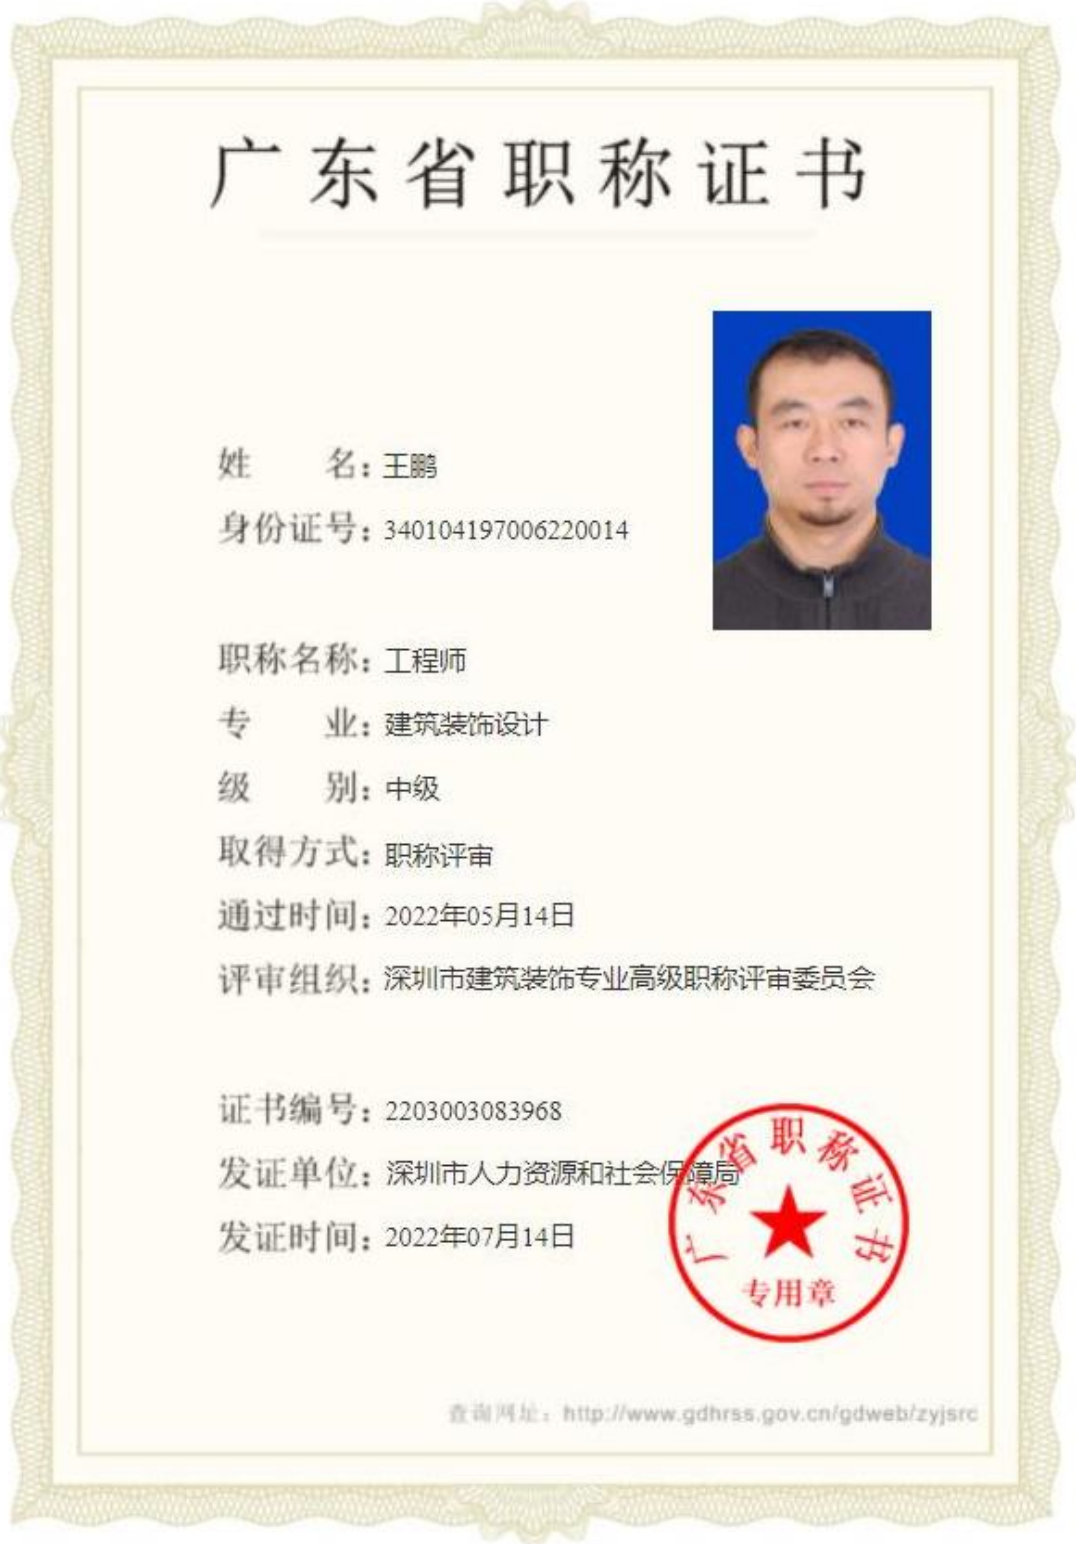 广东省职称证书
姓 名：王鹏
身份证号：340104197006220014
职称名称：工程师
专 业：建筑装饰设计
级 别：中级
取得方式：职称评审
通过时间：2022年05月14日
评审组织：深圳市建筑装饰专业高级职称评审委员会
证书编号：2203003083968
发证单位：深圳市人力资源和社会保障局
发证时间：2022年07月14日
广东省职称证书
专用章
查询网址：http://www.gdhrss.gov.cn/gdweb/zyjsrc